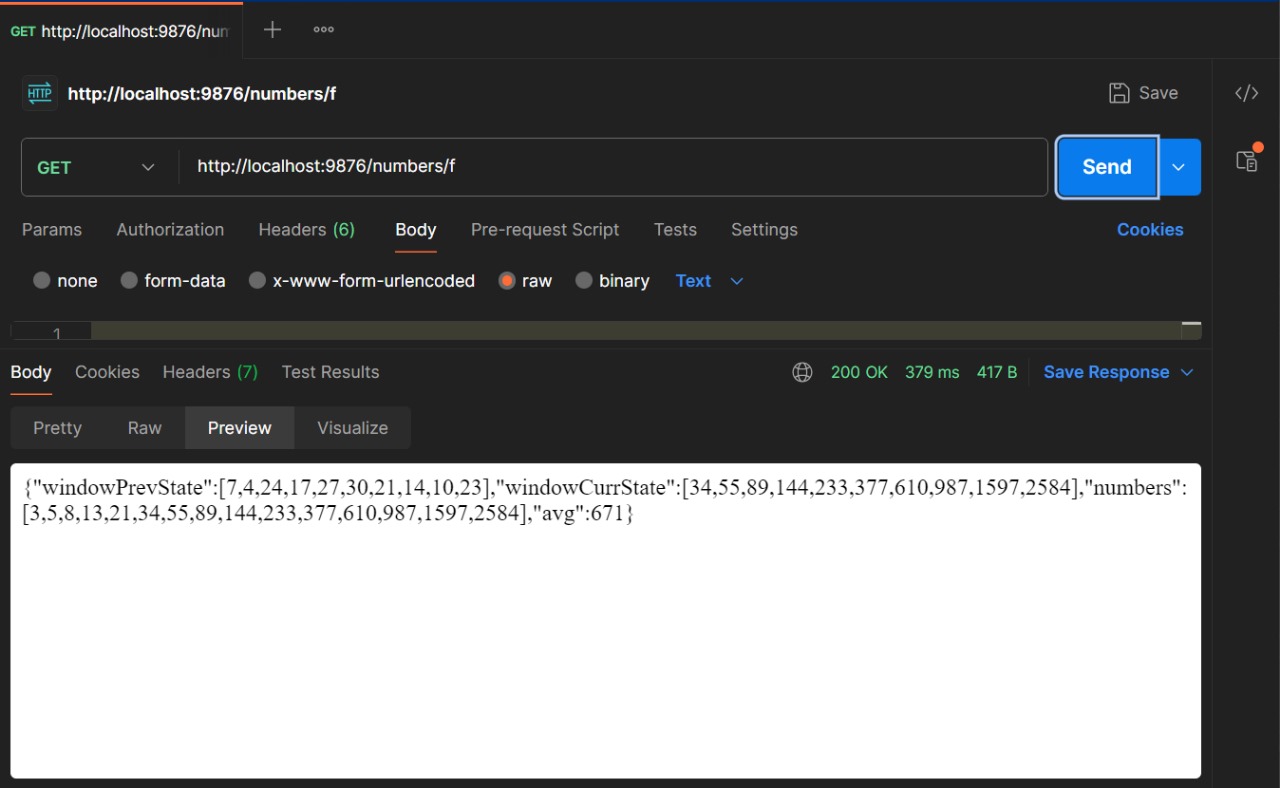 GET http://localhost:9876/nun
HTTP http://localhost:9876/numbers/f
Save
GET http://localhost:9876/numbers/f Send
Params Authorization Headers (6) Body Pre-request Script Tests Settings Cookies
none form-data x-www-form-urlencoded raw binary Text
1
Body Cookies Headers (7) Test Results 200 OK 379 ms 417 B Save Response
Pretty Raw Preview Visualize
{"windowPrevState":[7,4,24,17,27,30,21,14,10,23],"windowCurrState":[34,55,89,144,233,377,610,987,1597,2584],"numbers":
[3,5,8,13,21,34,55,89,144,233,377,610,987,1597,2584],"avg":671}